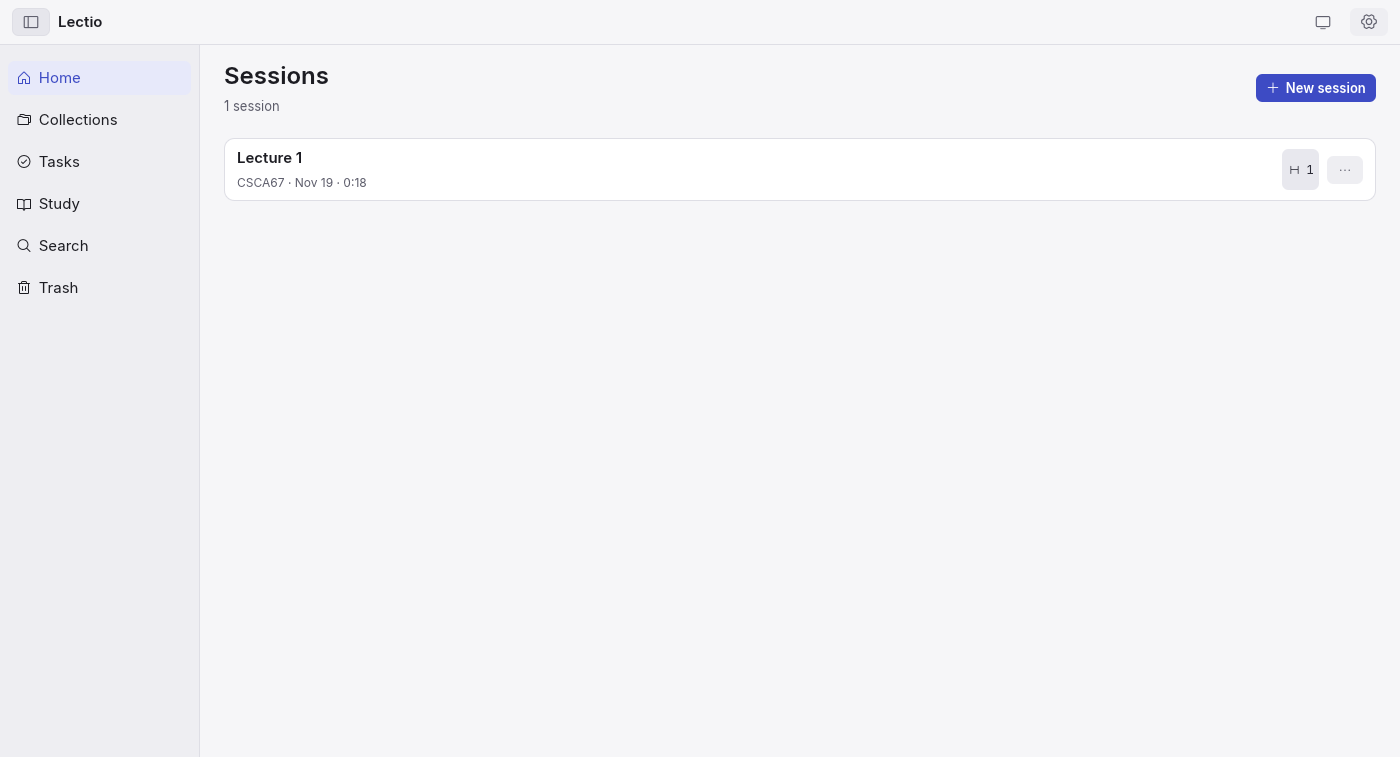 Lectio
Home
Collections
Tasks
Study
Search
Trash
Sessions
1 session
New session
Lecture 1
CSCA67 · Nov 19 · 0:18
1